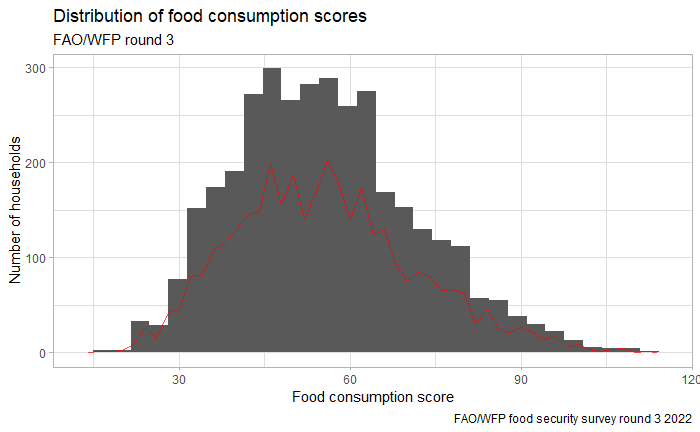 Distribution of food consumption scores
FAO/WFP round 3
Number of households
300
200
100
0
30
60
90
120
Food consumption score
FAO/WFP food security survey round 3 2022